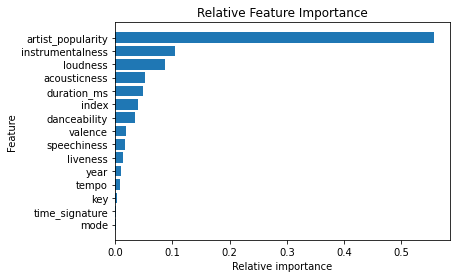 Relative Feature Importance
Feature
artist_popularity
instrumentalness
loudness
acousticness
duration_ms
index
danceability
valence
speechiness
liveness
year
tempo
key
time_signature
mode
0.0 0.1 0.2 0.3 0.4 0.5
Relative importance